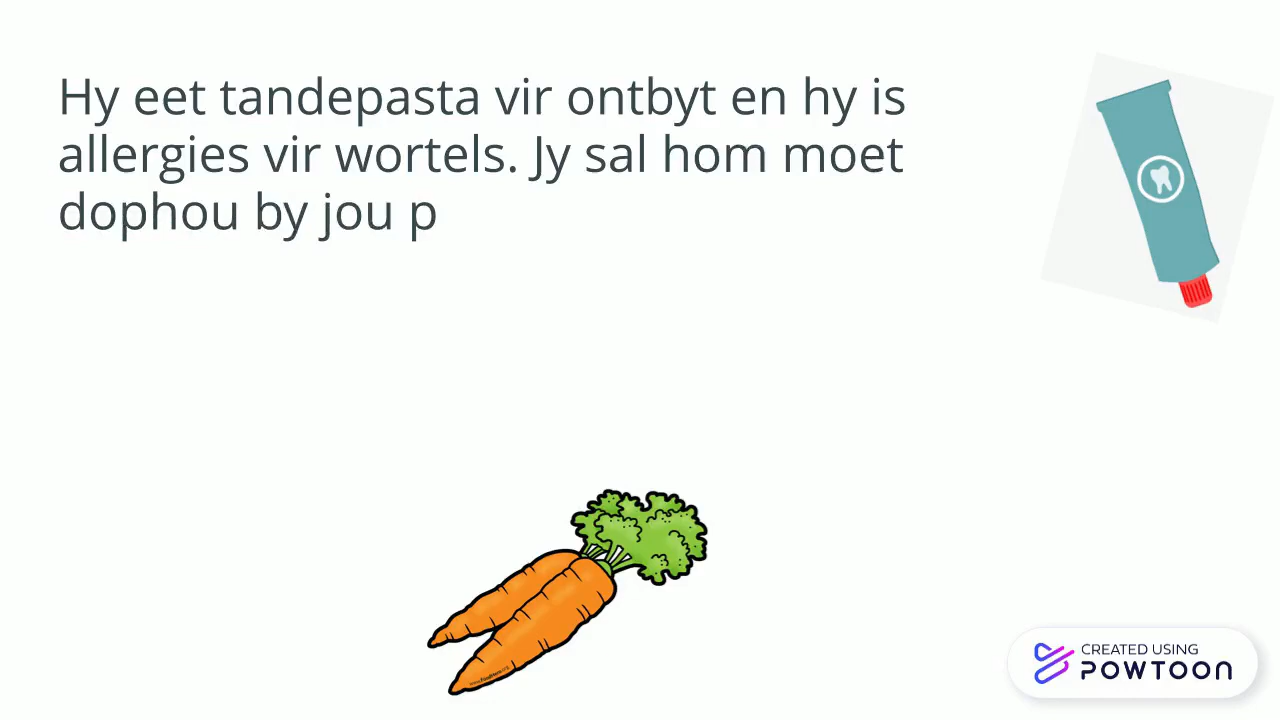 Hy eet tandepasta vir ontbyt en hy is
allergies vir wortels. Jy sal hom moet
dophou by jou p
CREATED USING
POWTOON